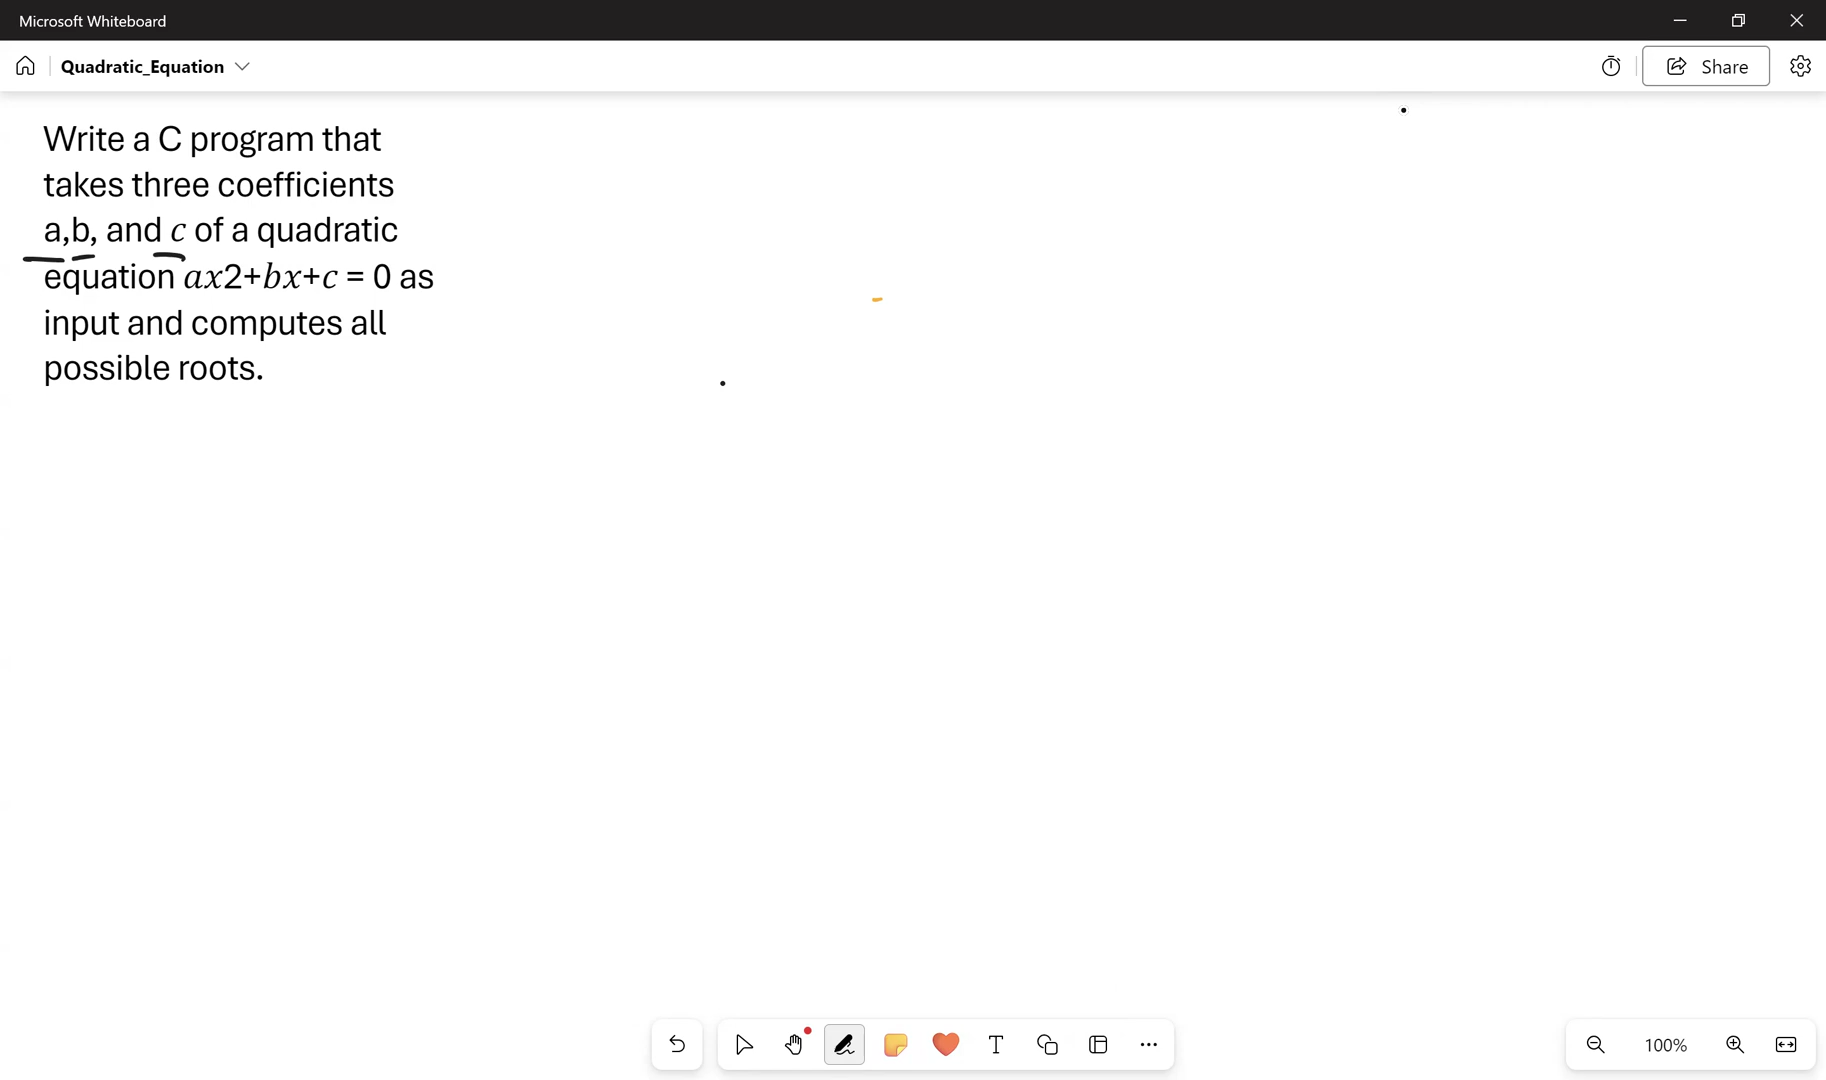 Microsoft Whiteboard
Quadratic_Equation
Share
Write a C program that
takes three coefficients
a,b, and c of a quadratic
equation ax2+bx+c = 0 as
input and computes all
possible roots.
100%